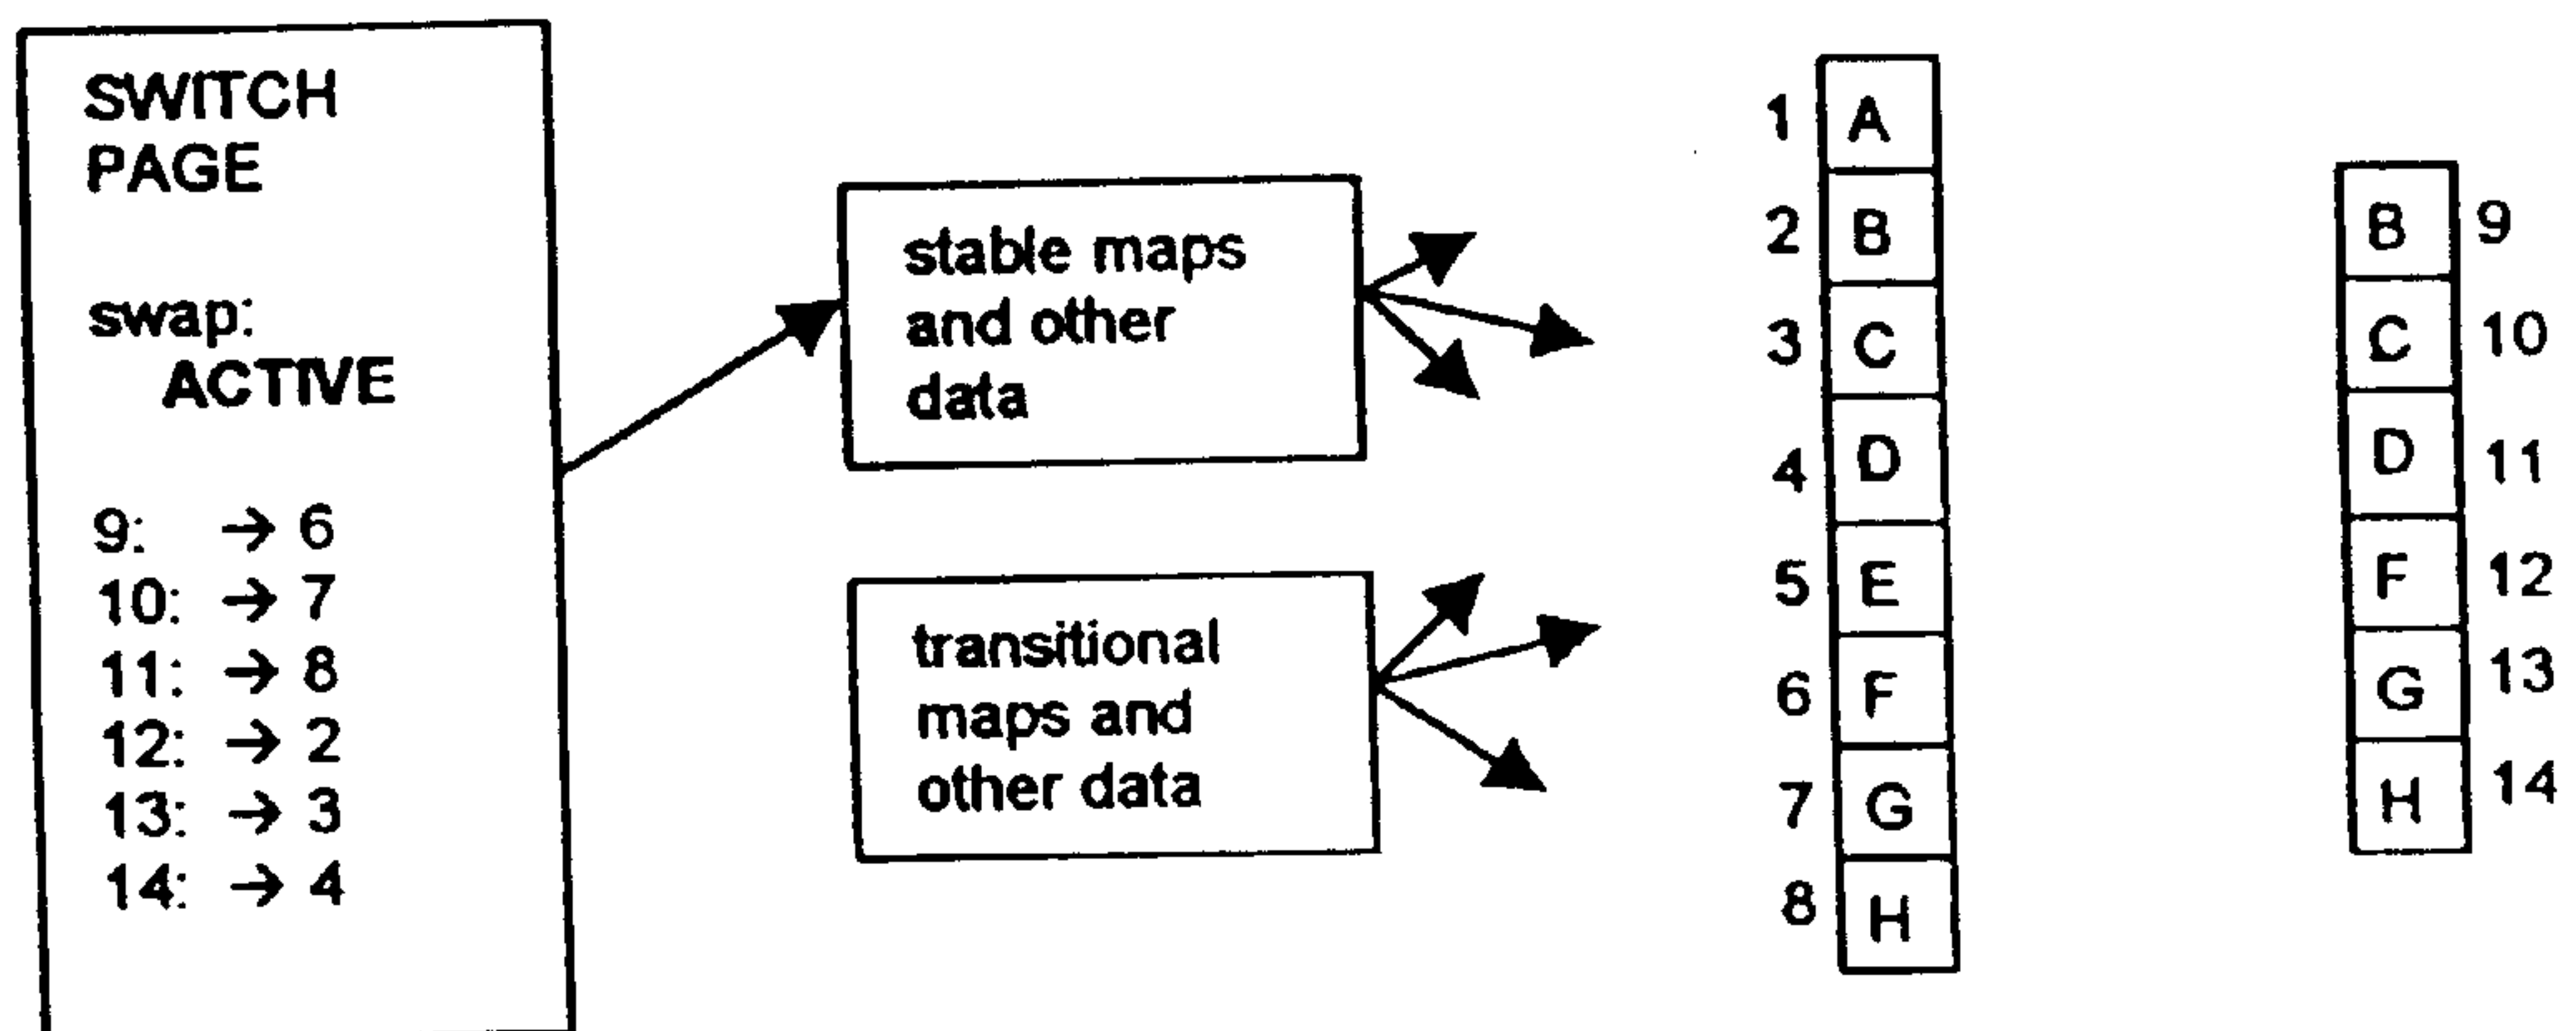 SWITCH
PAGE
swap:
ACTIVE
9: → 6
10: → 7
11: → 8
12: → 2
13: → 3
14: → 4
stable maps
and other
data
transitional
maps and
other data
1 A
2 B
3 C
4 D
5 E
6 F
7 G
8 H
B 9
C 10
D 11
F 12
G 13
H 14